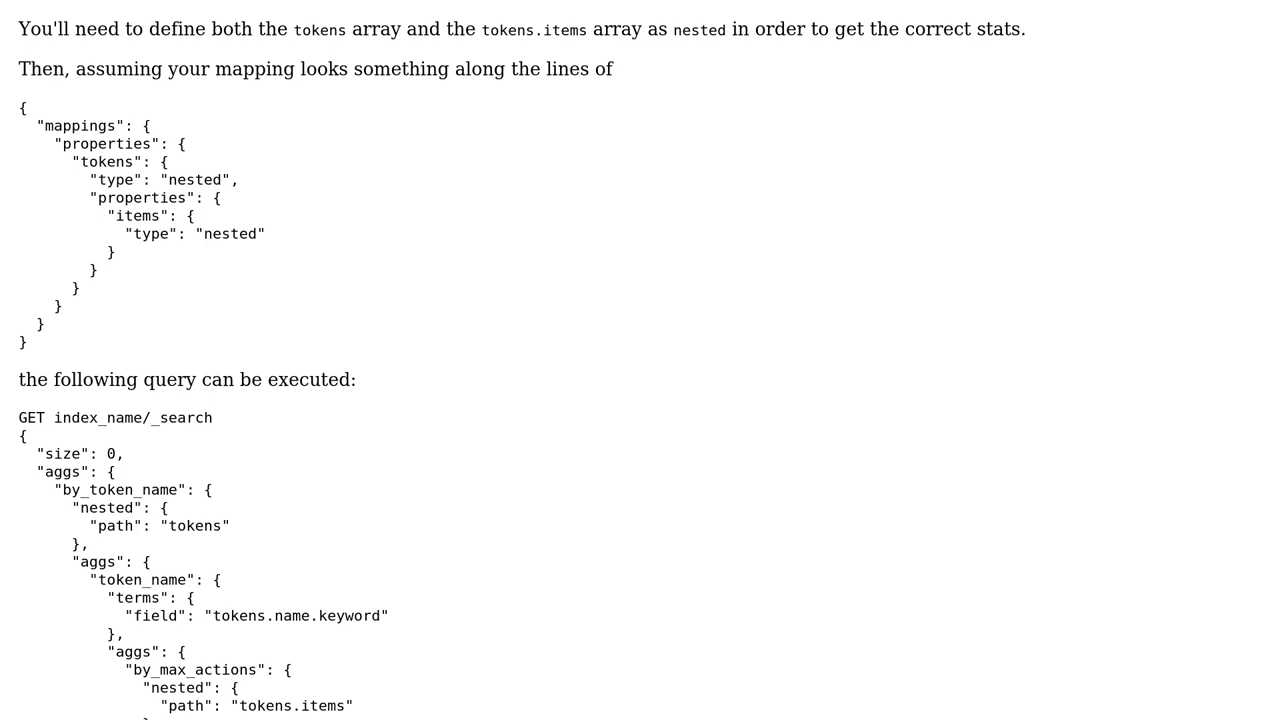 You'll need to define both the tokens array and the tokens.items array as nested in order to get the correct stats.
Then, assuming your mapping looks something along the lines of
{
  "mappings": {
    "properties": {
      "tokens": {
        "type": "nested",
        "properties": {
          "items": {
            "type": "nested"
          }
        }
      }
    }
  }
}
the following query can be executed:
GET index_name/_search
{
  "size": 0,
  "aggs": {
    "by_token_name": {
      "nested": {
        "path": "tokens"
      },
      "aggs": {
        "token_name": {
          "terms": {
            "field": "tokens.name.keyword"
          },
          "aggs": {
            "by_max_actions": {
              "nested": {
                "path": "tokens.items"